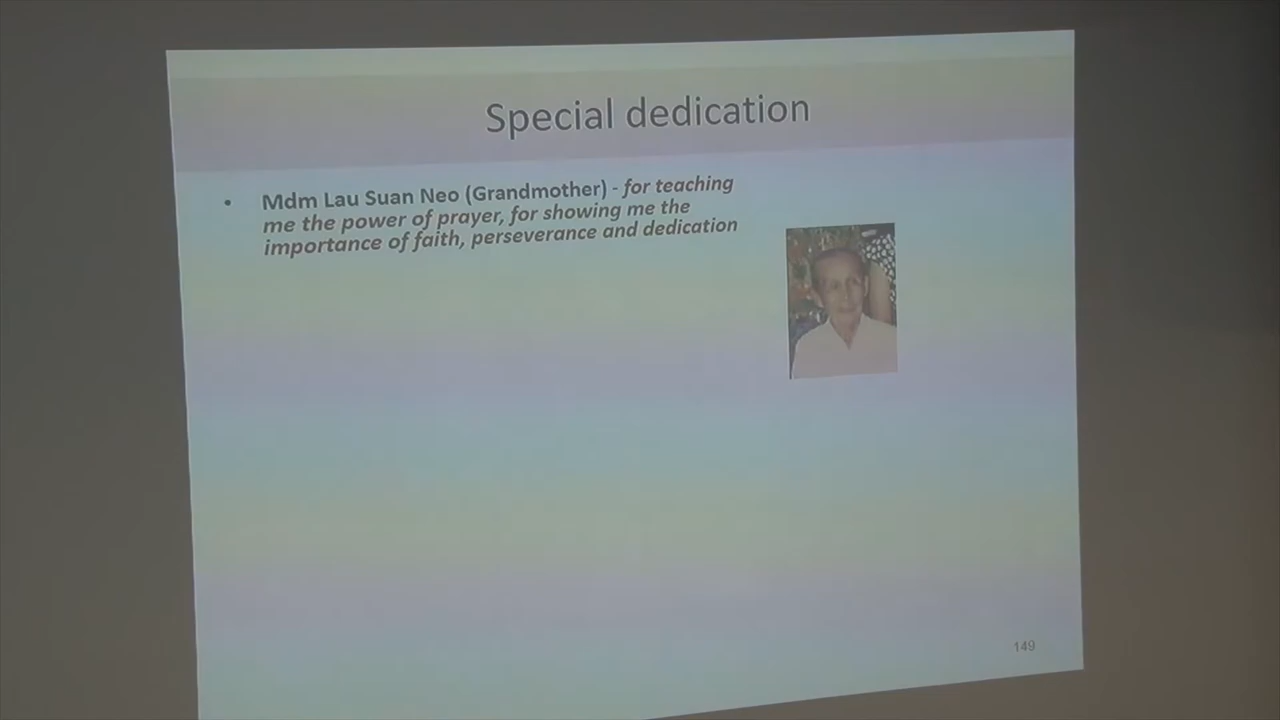 Special dedication
• Mdm Lau Suan Neo (Grandmother) - for teaching
me the power of prayer, for showing me the
importance of faith, perseverance and dedication
149